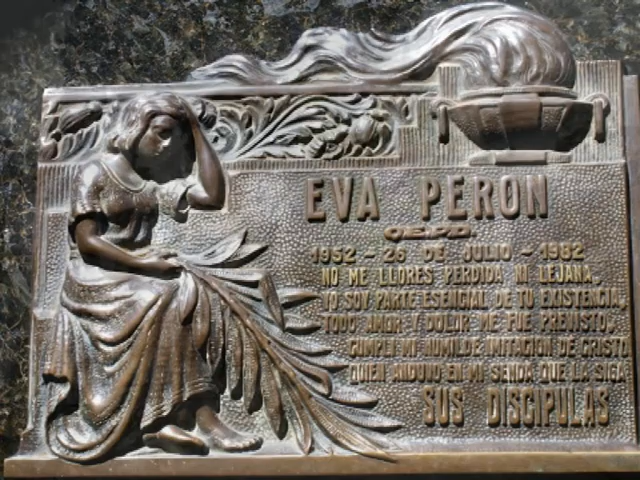 EVA PERON
Q.E.P.D.
1952 - 26 DE JULIO - 1982
NO ME LLORES PERDIDA NI LEJANA,
YO SOY PARTE ESENCIAL DE TU EXISTENCIA,
TODO AMOR Y DOLOR ME FUE PREVISTO,
CUMPLI MI HUMILDE IMITACION DE CRISTO
QUIEN ANDUVO EN MI SENDA QUE LA SIGA
SUS DISCIPULAS